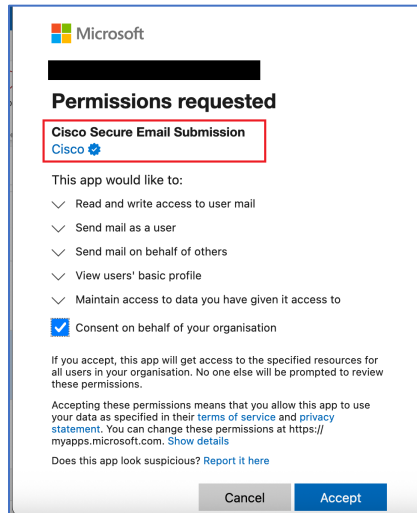 Microsoft
Permissions requested
Cisco Secure Email Submission
Cisco
This app would like to:
Read and write access to user mail
Send mail as a user
Send mail on behalf of others
View users' basic profile
Maintain access to data you have given it access to
Consent on behalf of your organisation
If you accept, this app will get access to the specified resources for
all users in your organisation. No one else will be prompted to review
these permissions.
Accepting these permissions means that you allow this app to use
your data as specified in their terms of service and privacy
statement. You can change these permissions at https://
myapps.microsoft.com. Show details
Does this app look suspicious? Report it here
Cancel
Accept